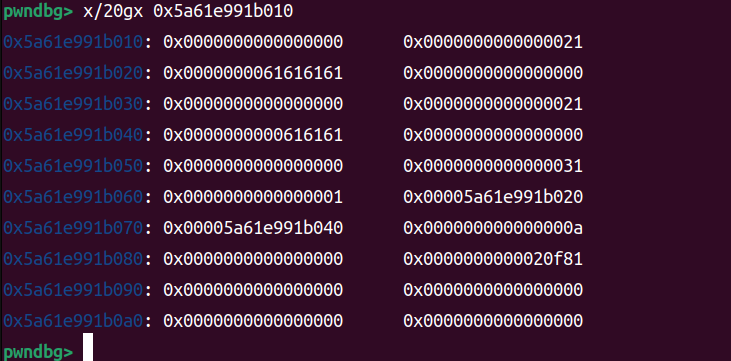 pwndbg> x/20gx 0x5a61e991b010
0x5a61e991b010: 0x0000000000000000 0x0000000000000021
0x5a61e991b020: 0x0000000061616161 0x0000000000000000
0x5a61e991b030: 0x0000000000000000 0x0000000000000021
0x5a61e991b040: 0x0000000000616161 0x0000000000000000
0x5a61e991b050: 0x0000000000000000 0x0000000000000031
0x5a61e991b060: 0x0000000000000001 0x00005a61e991b020
0x5a61e991b070: 0x00005a61e991b040 0x000000000000000a
0x5a61e991b080: 0x0000000000000000 0x0000000000020f81
0x5a61e991b090: 0x0000000000000000 0x0000000000000000
0x5a61e991b0a0: 0x0000000000000000 0x0000000000000000
pwndbg>